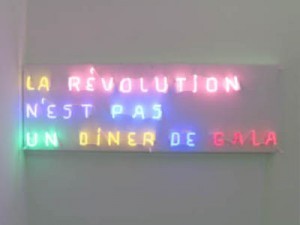 LA RÉVOLUTION
N'EST PAS
UN DÎNER DE GALA